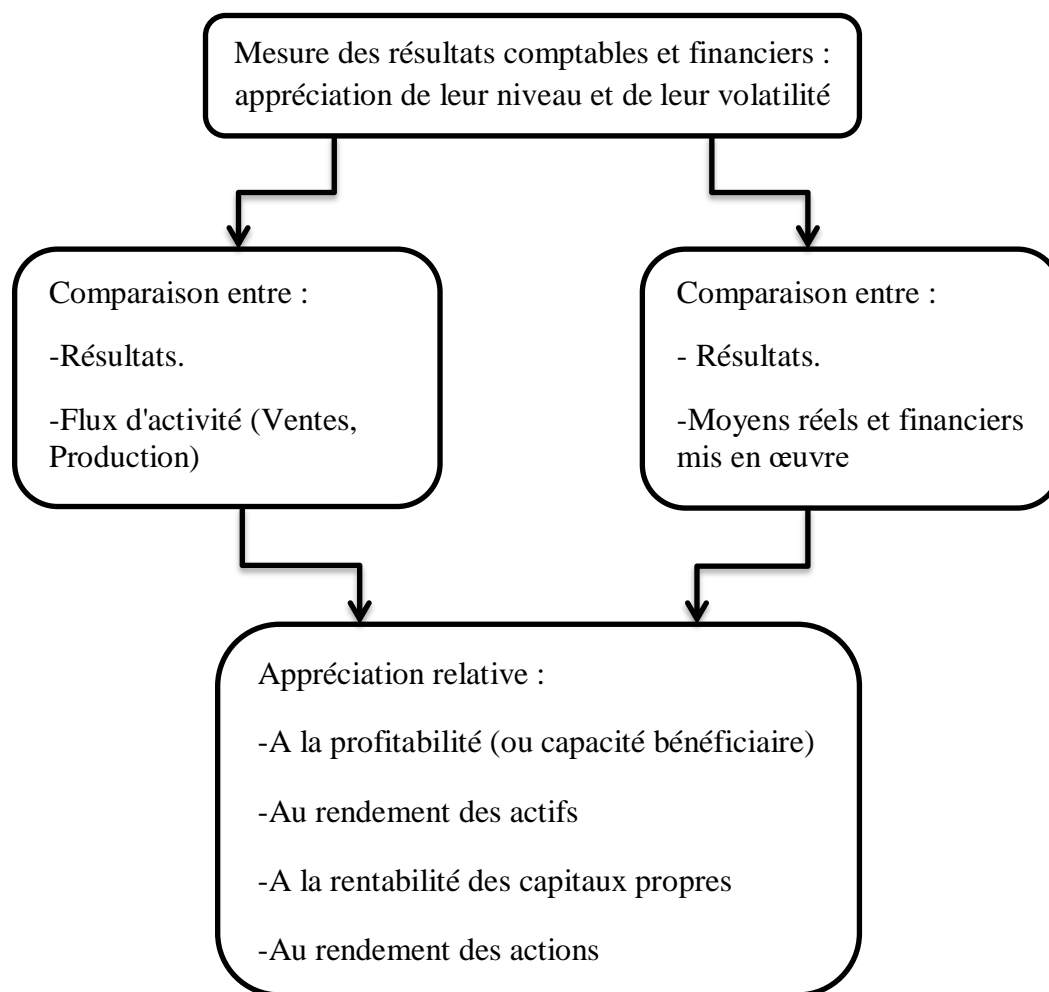 Mesure des résultats comptables et financiers :
appréciation de leur niveau et de leur volatilité
Comparaison entre :
-Résultats.
-Flux d'activité (Ventes,
Production)
Comparaison entre :
- Résultats.
-Moyens réels et financiers
mis en œuvre
Appréciation relative :
-A la profitabilité (ou capacité bénéficiaire)
-Au rendement des actifs
-A la rentabilité des capitaux propres
-Au rendement des actions